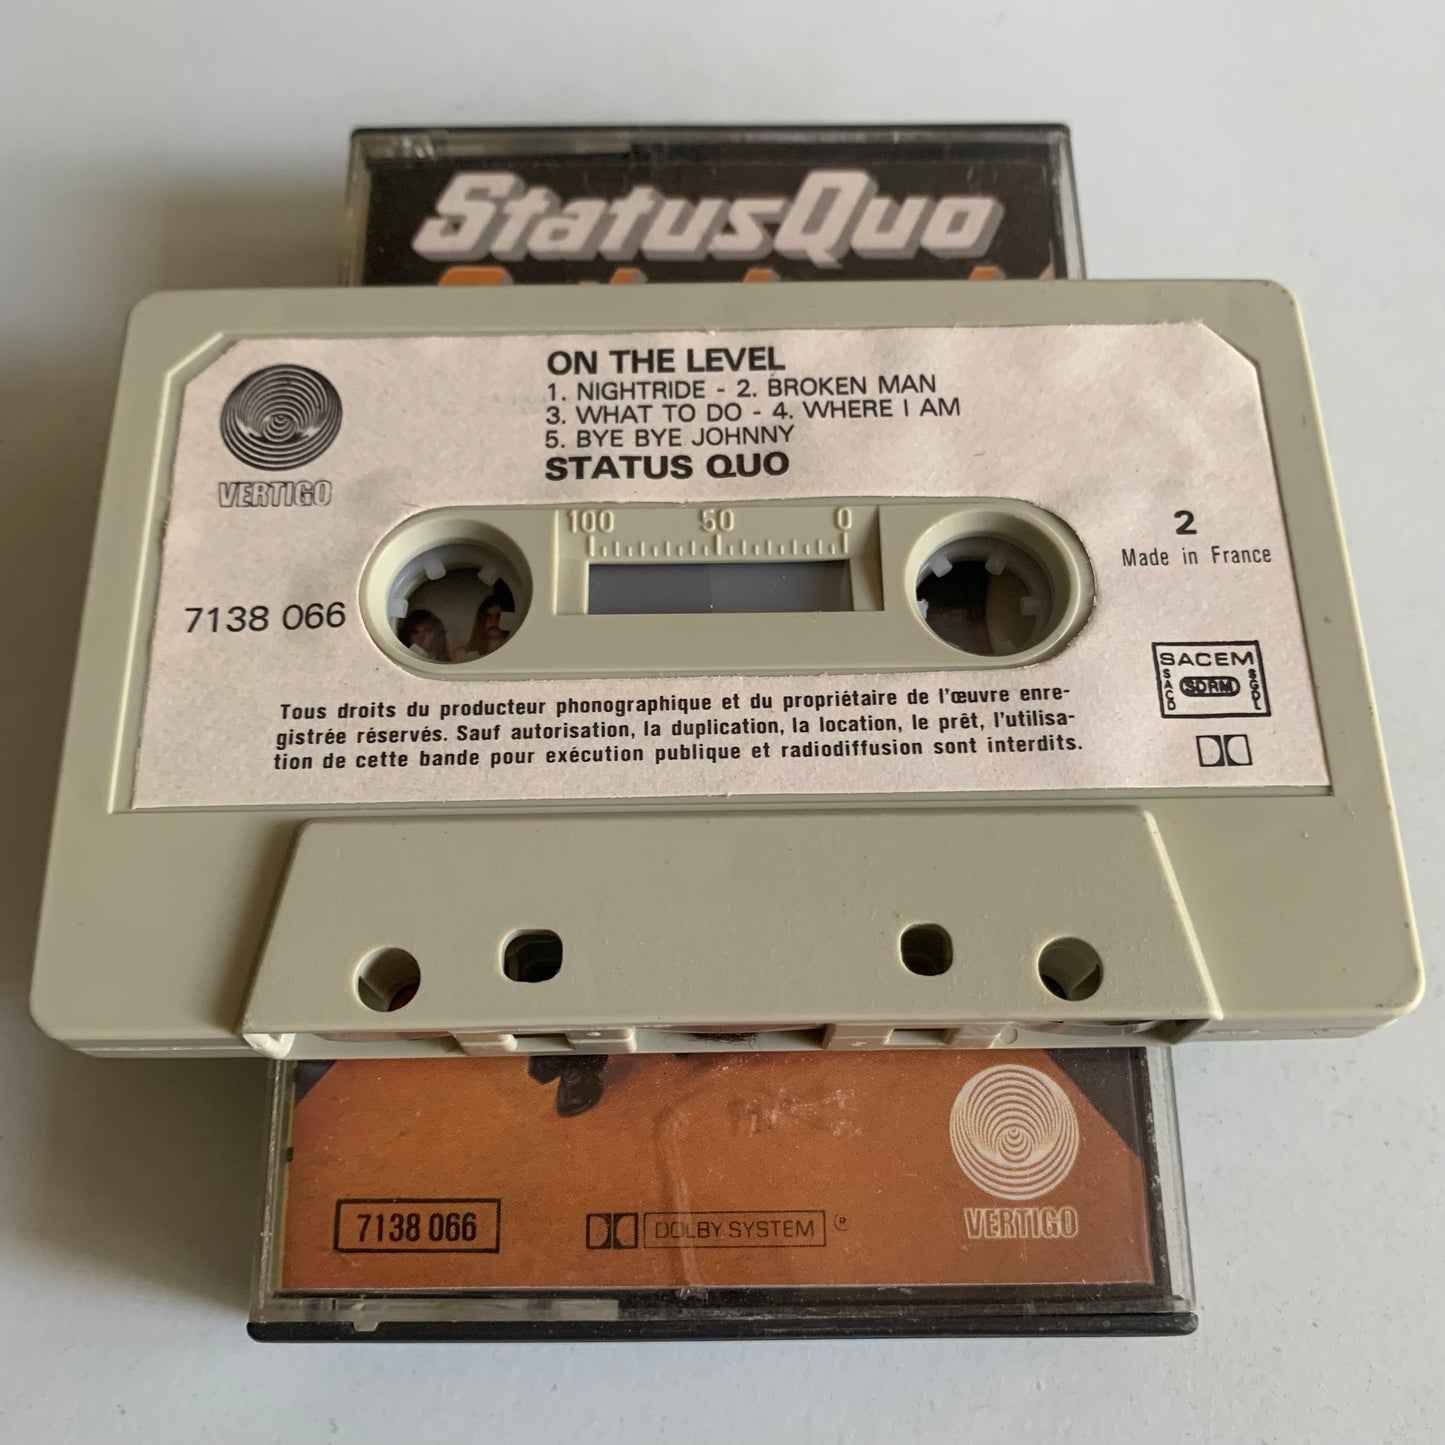 StatusQuo
ON THE LEVEL
1. NIGHTRIDE - 2. BROKEN MAN
3. WHAT TO DO - 4. WHERE I AM
5. BYE BYE JOHNNY
STATUS QUO
VERTIGO
100 50 0
2
Made in France
7138 066
SACEM
SACD
SDRM
SGDL
Tous droits du producteur phonographique et du propriétaire de l'œuvre enre-
gistrée réservés. Sauf autorisation, la duplication, la location, le prêt, l'utilisa-
tion de cette bande pour exécution publique et radiodiffusion sont interdits.
7138 066
DOLBY SYSTEM ®
VERTIGO